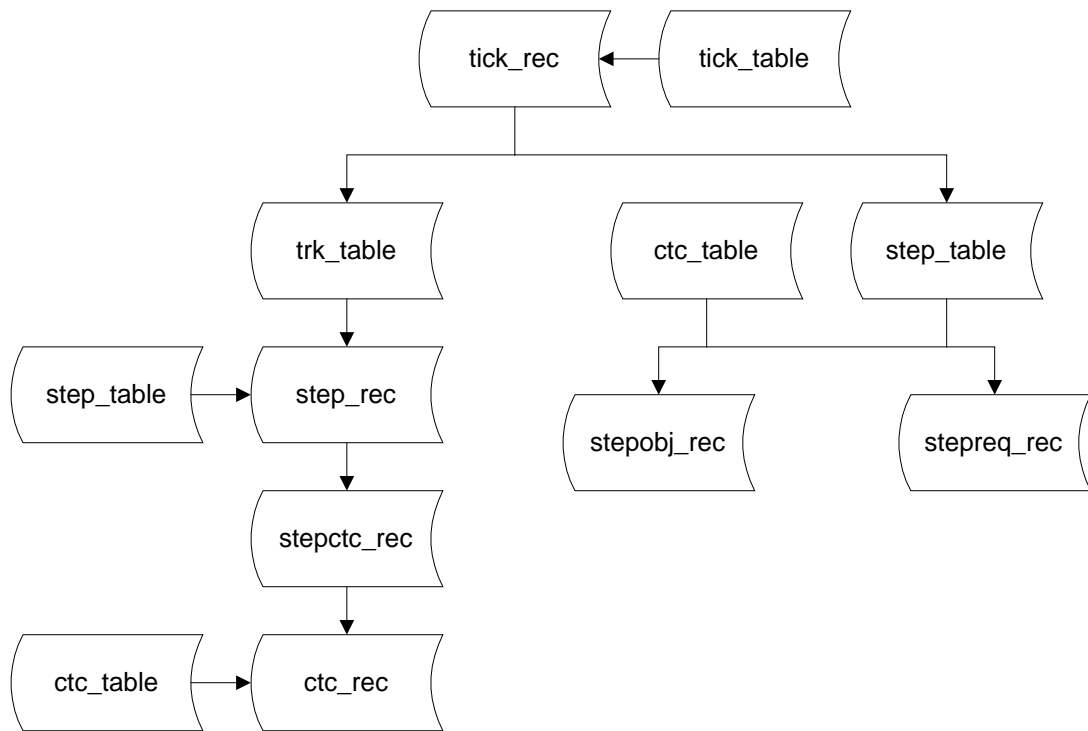 tick_rec
tick_table
trk_table
ctc_table
step_table
step_table
step_rec
stepobj_rec
stepreq_rec
stepctc_rec
ctc_table
ctc_rec